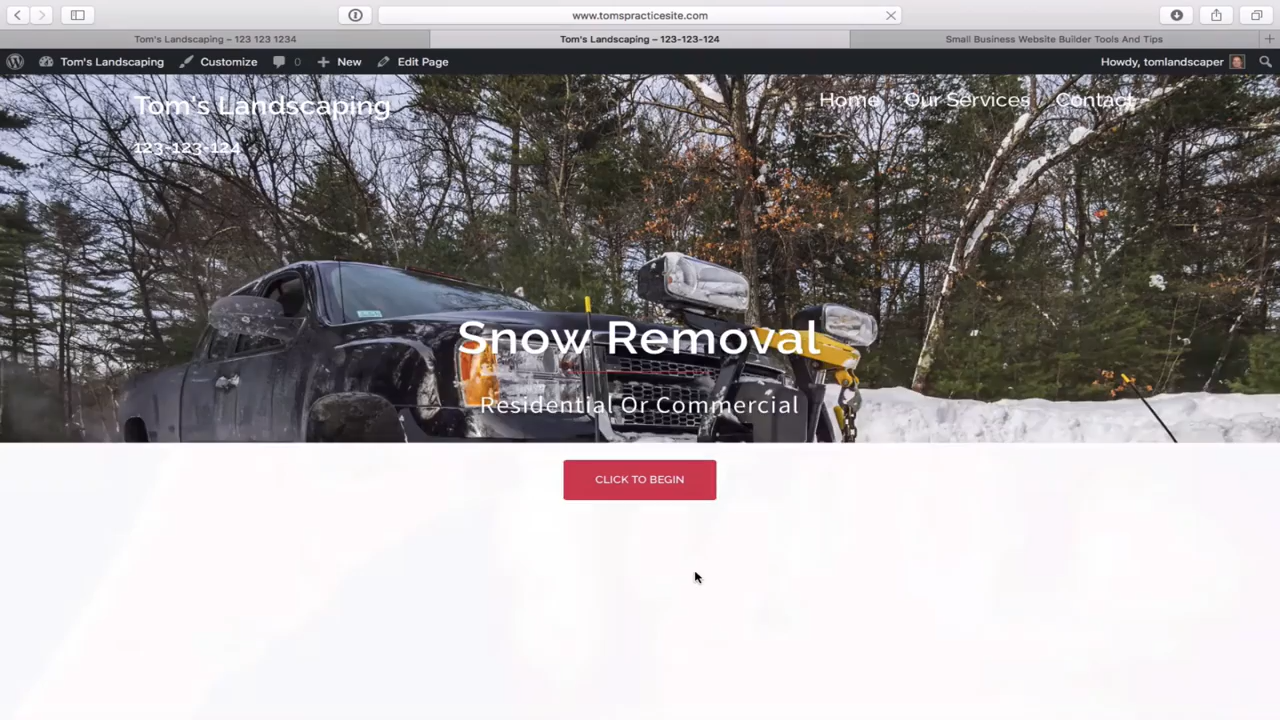 www.tomspracticesite.com
Tom's Landscaping – 123 123 1234
Tom's Landscaping – 123-123-124
Small Business Website Builder Tools And Tips
Tom's Landscaping
Customize
0
New
Edit Page
Howdy, tomlandscaper
Tom's Landscaping
Home
Our Services
Contact
123-123-124
Snow Removal
Residential Or Commercial
CLICK TO BEGIN